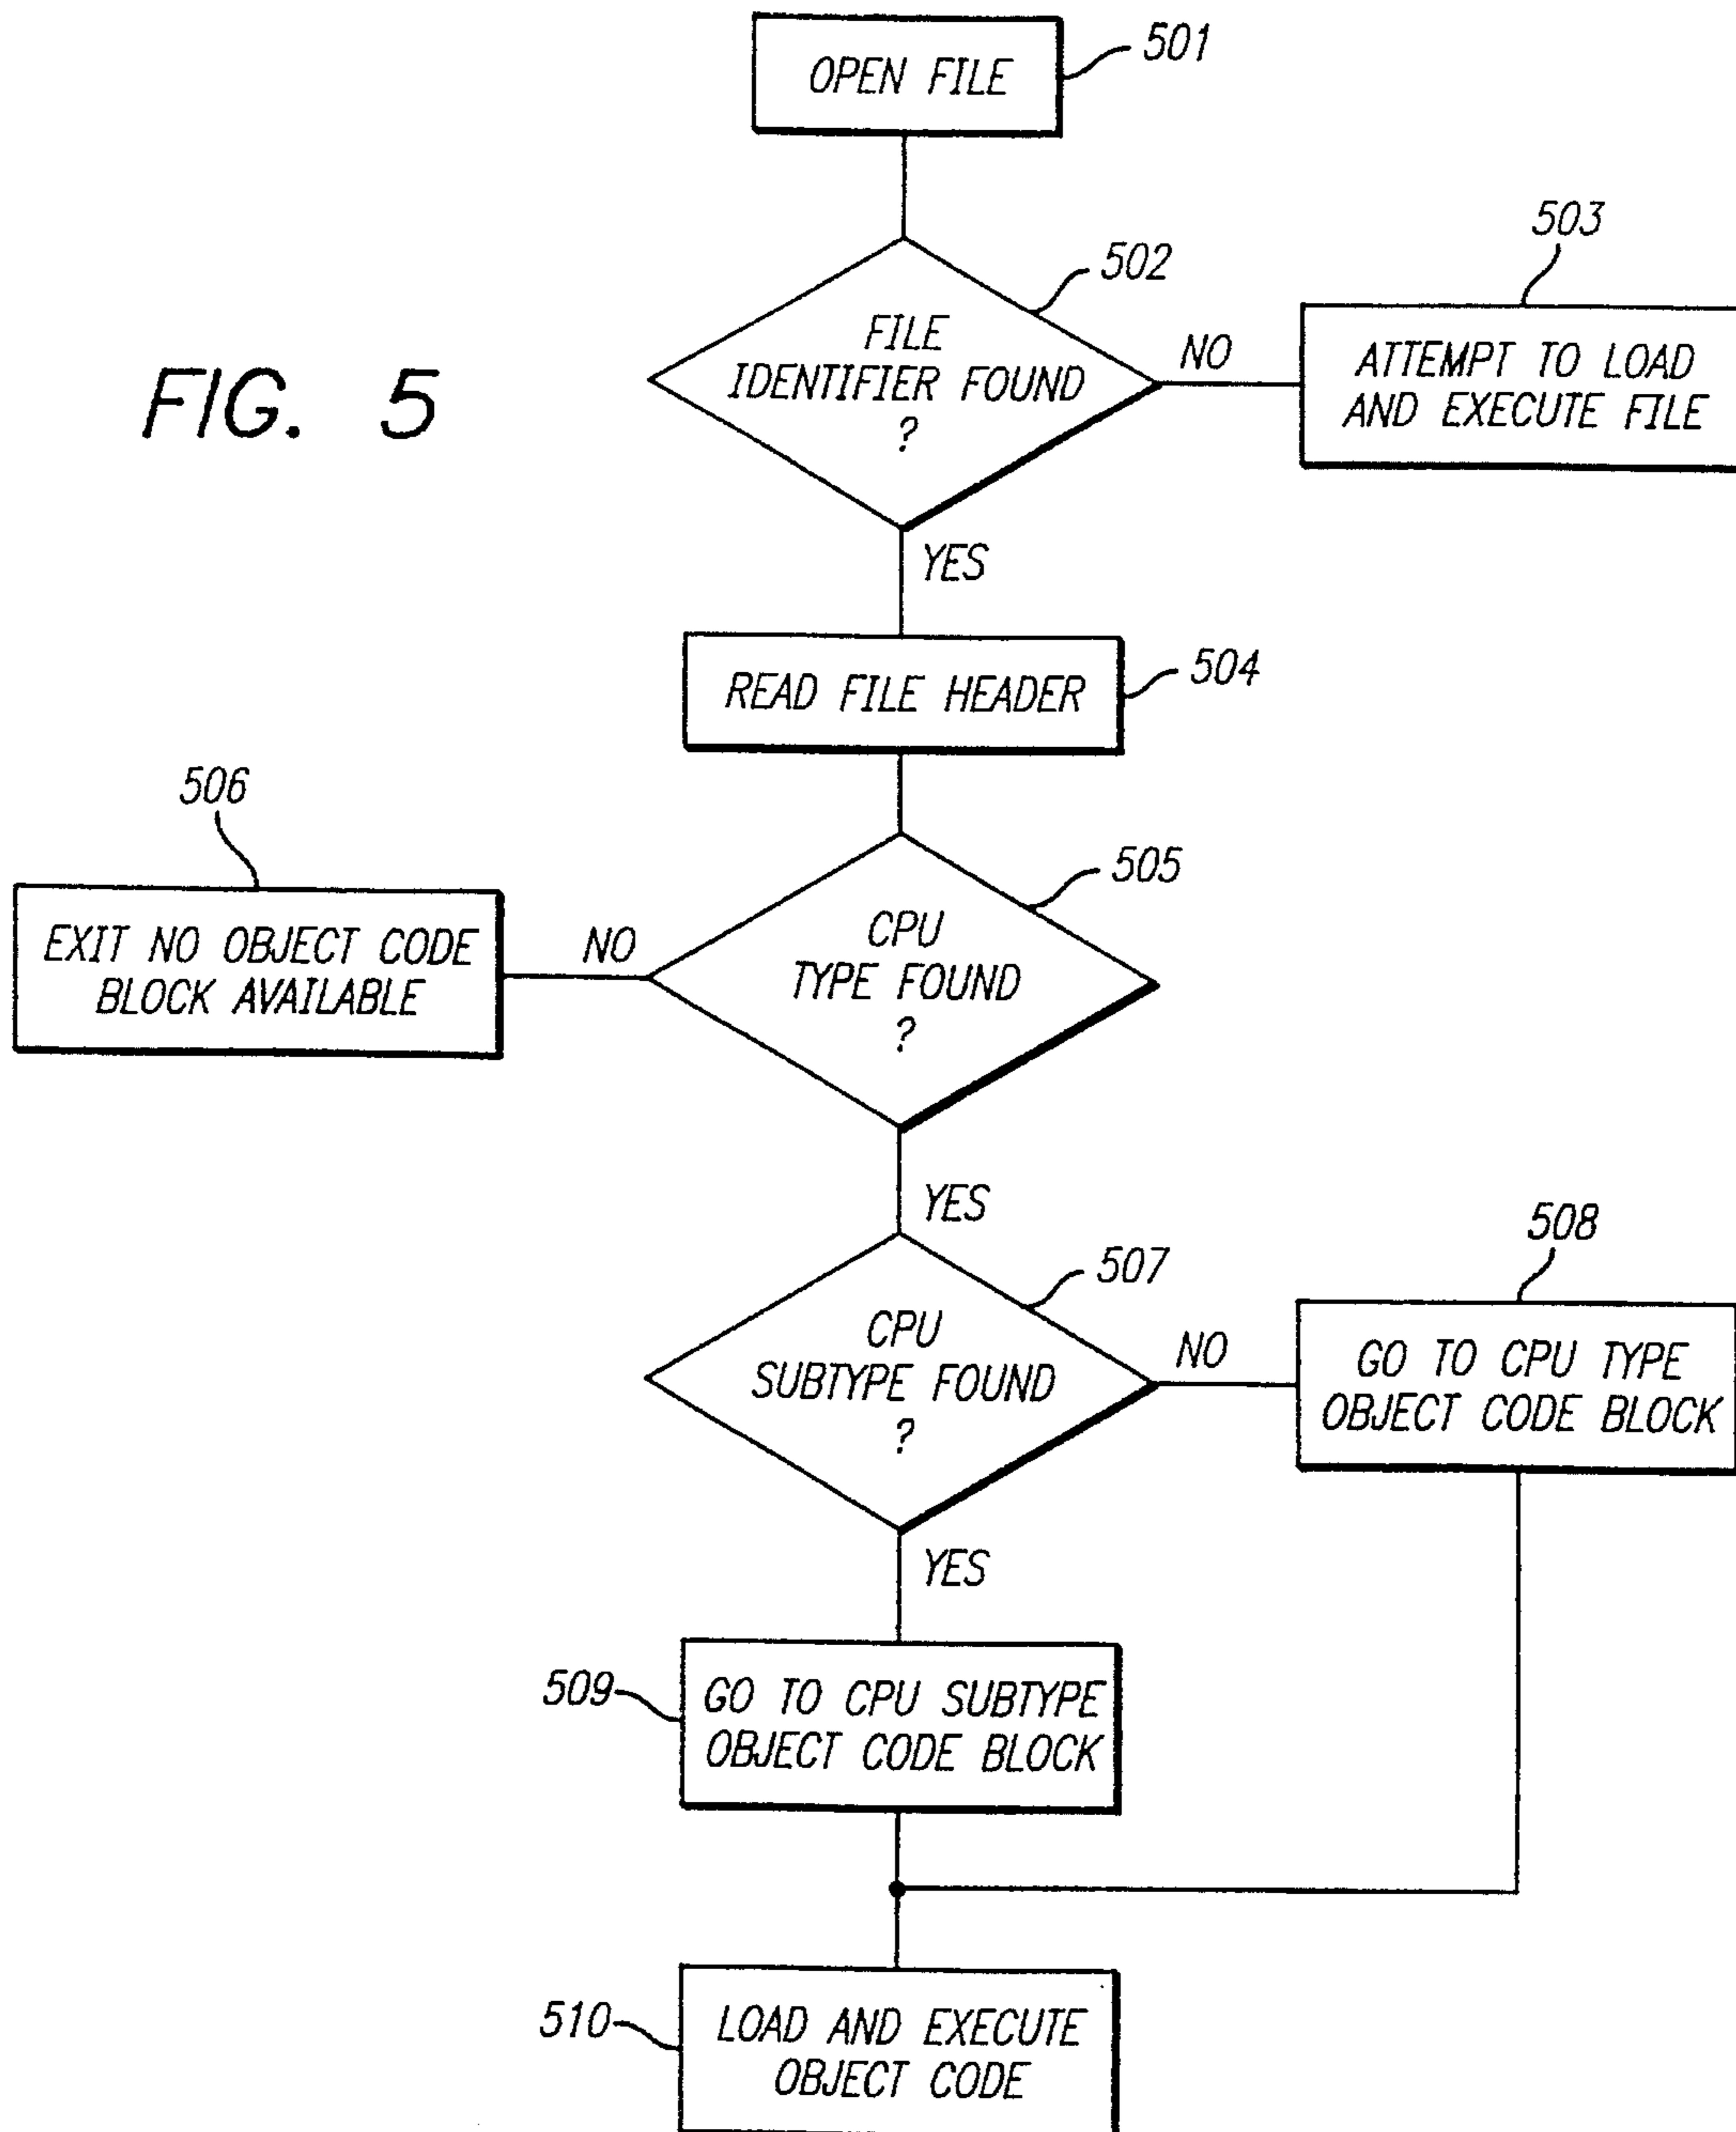 501
OPEN FILE
502
503
FILE
IDENTIFIER FOUND
?
NO
ATTEMPT TO LOAD
AND EXECUTE FILE
FIG. 5
YES
READ FILE HEADER
504
506
505
EXIT NO OBJECT CODE
BLOCK AVAILABLE
NO
CPU
TYPE FOUND
?
YES
507
508
CPU
SUBTYPE FOUND
?
NO
GO TO CPU TYPE
OBJECT CODE BLOCK
YES
509
GO TO CPU SUBTYPE
OBJECT CODE BLOCK
510
LOAD AND EXECUTE
OBJECT CODE